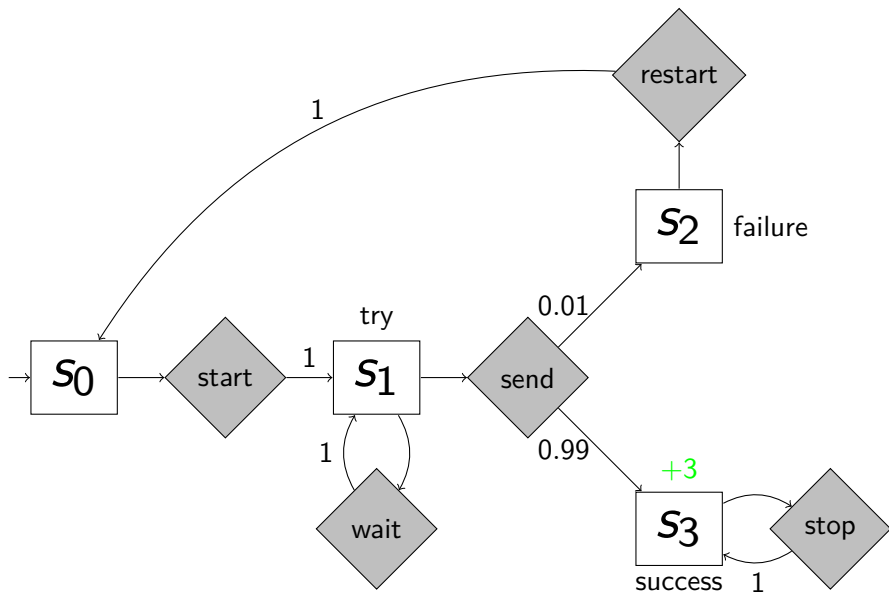 restart
1
s2
failure
0.01
try
s0
start
1
s1
send
0.99
+3
1
wait
s3
stop
success
1